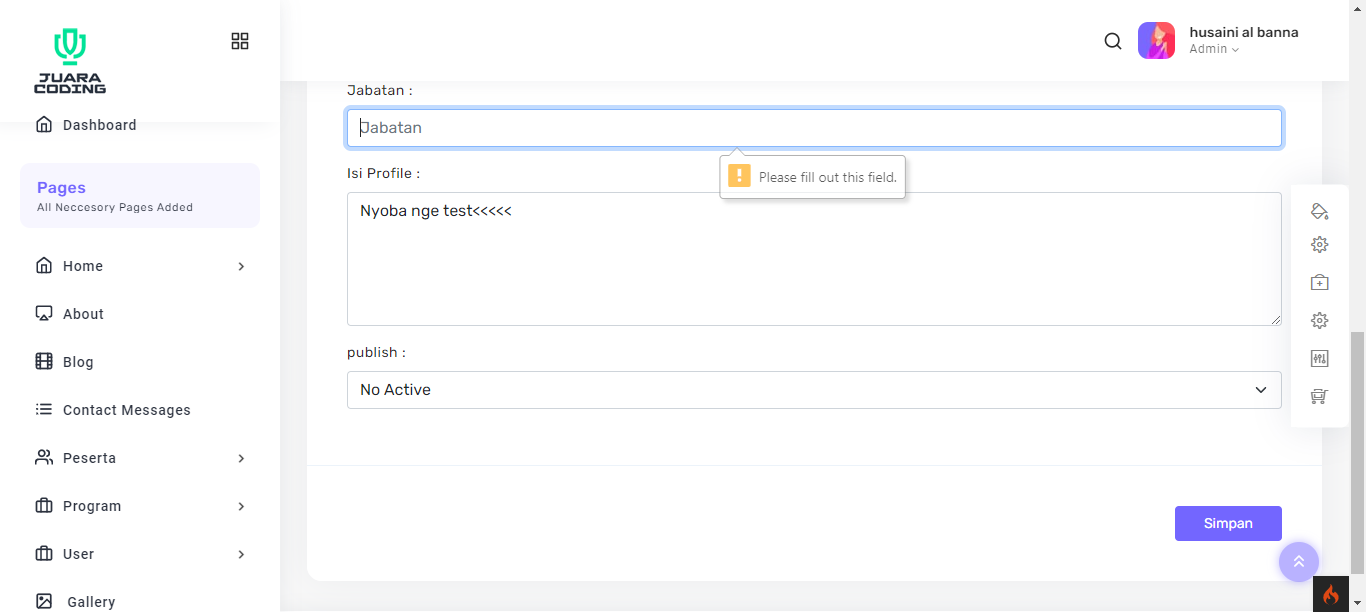 JUARA
CODING
husaini al banna
Admin
Dashboard
Pages
All Neccesory Pages Added
Home
About
Blog
Contact Messages
Peserta
Program
User
Gallery
Jabatan :
Jabatan
Please fill out this field.
Isi Profile :
Nyoba nge test<<<<<
publish :
No Active
Simpan